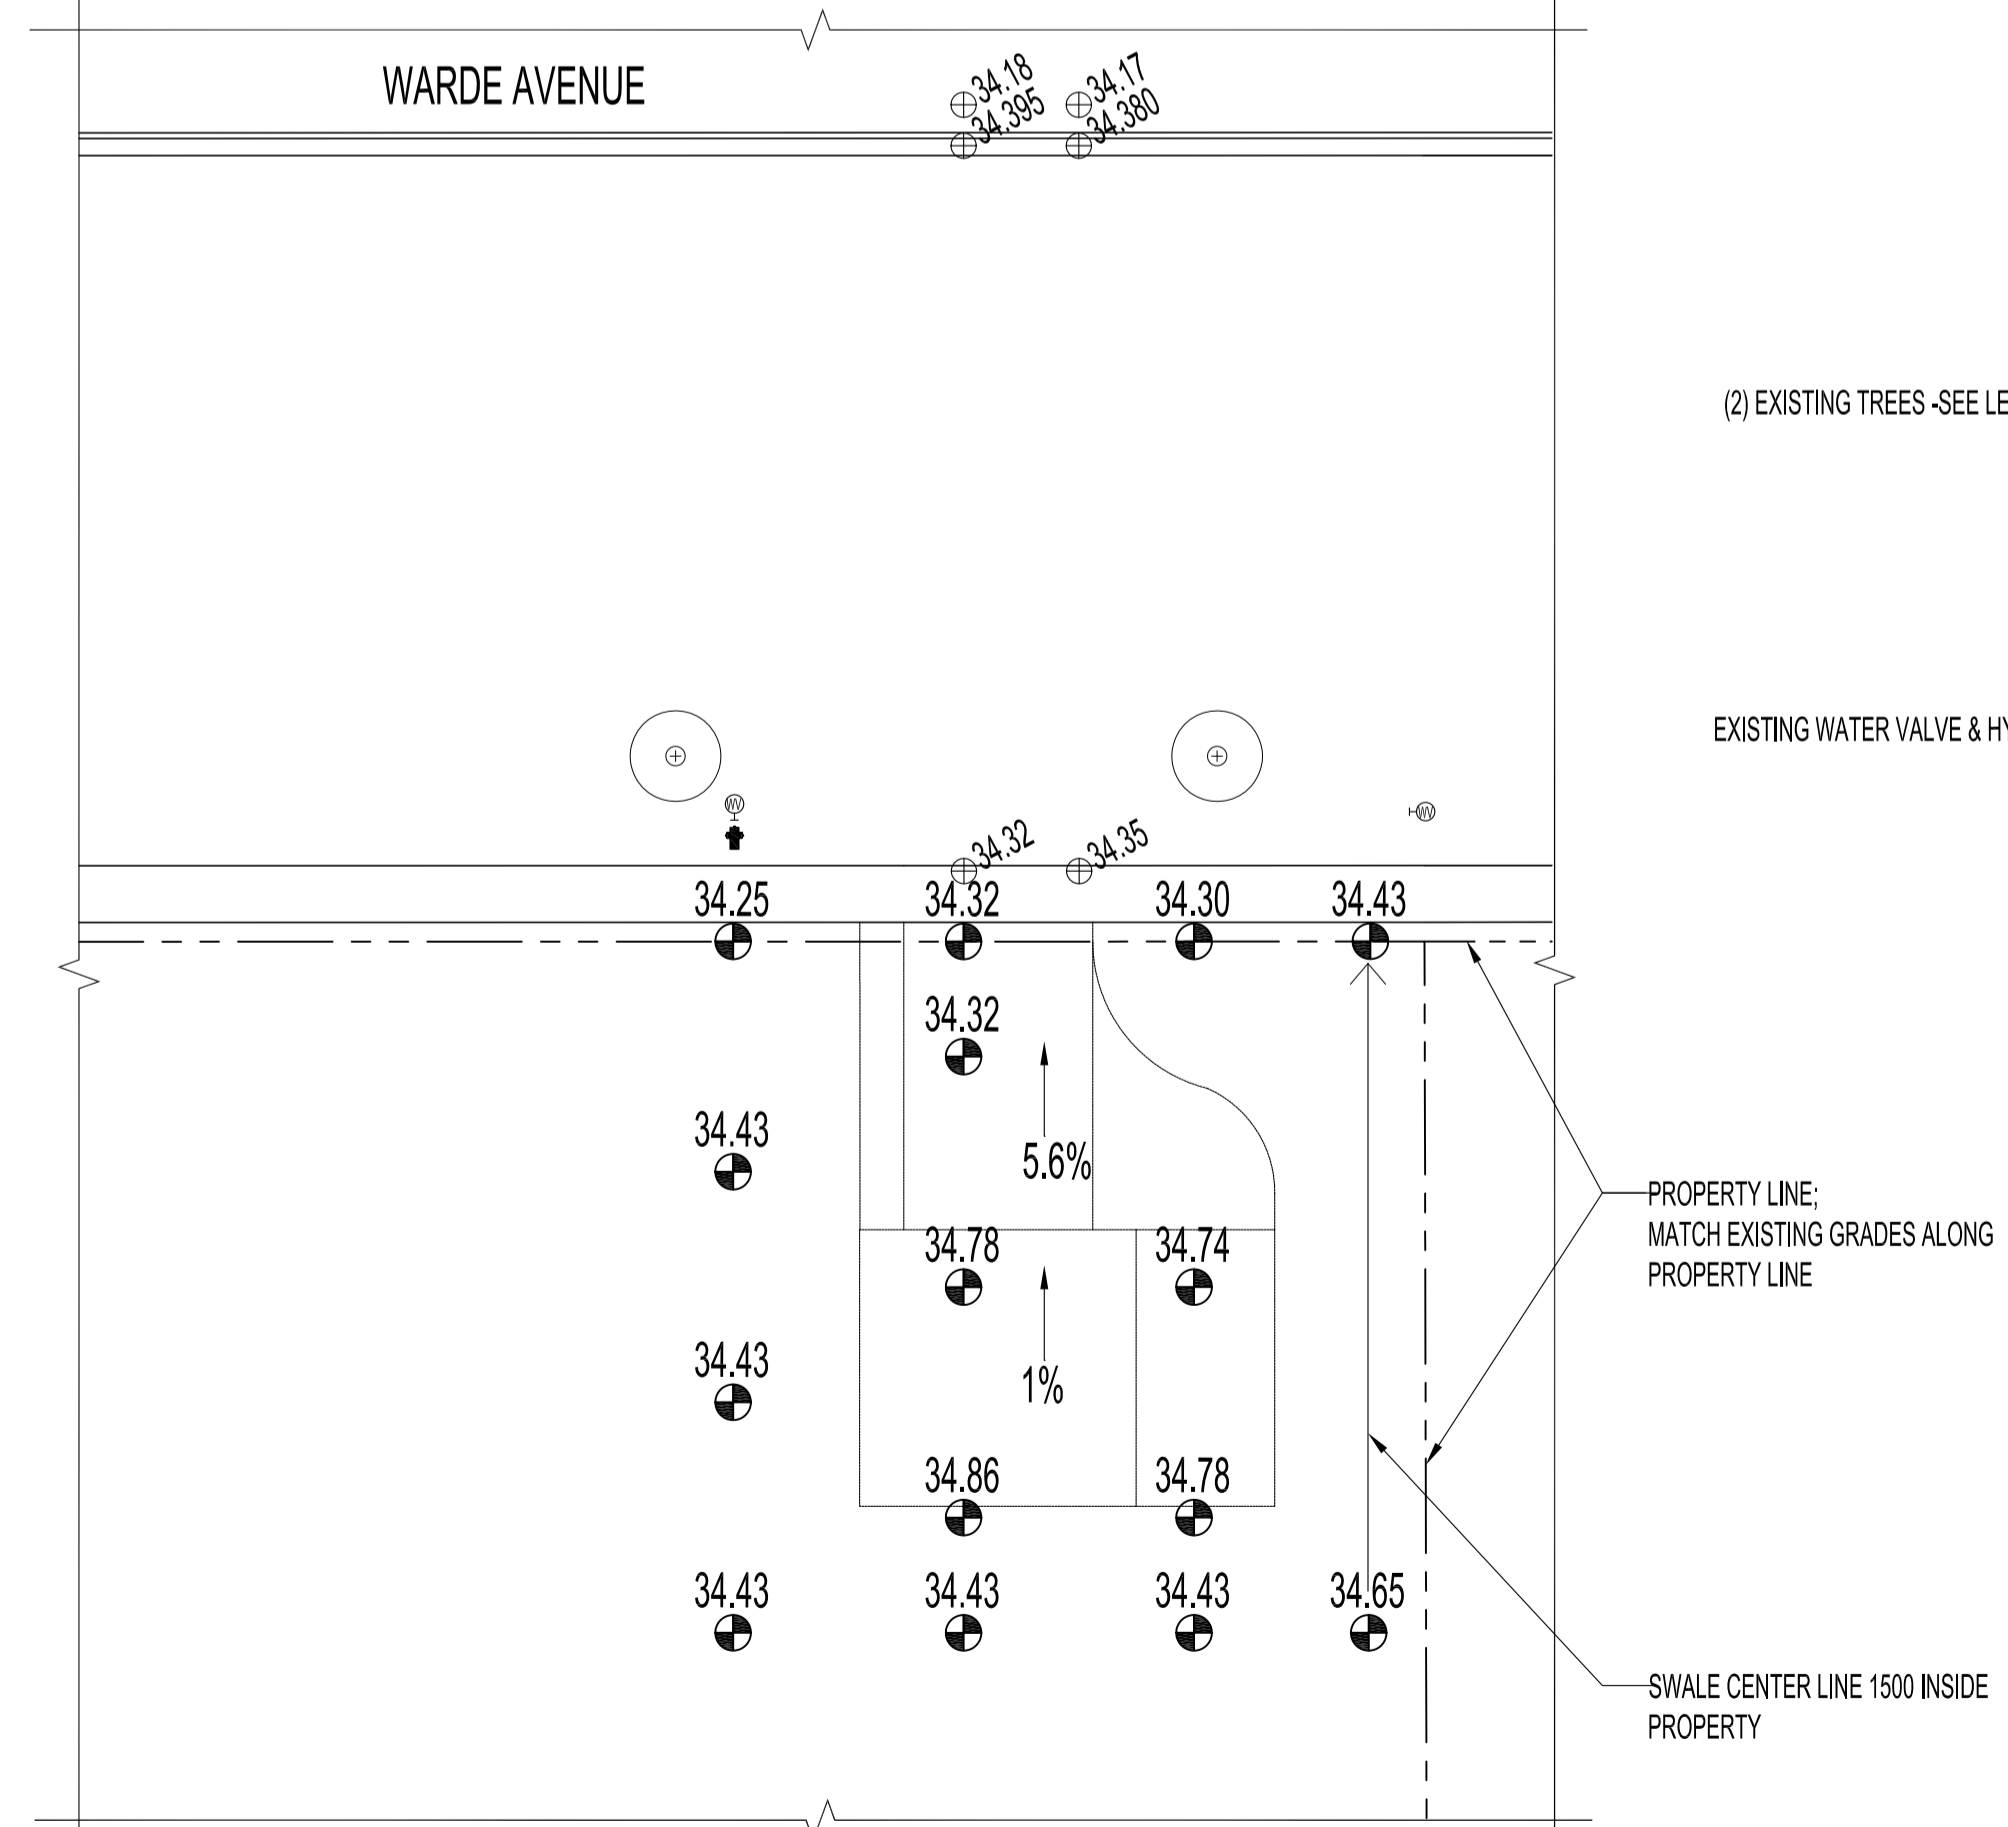 WARDE AVENUE
34.18
34.17
34.395
34.380
(2) EXISTING TREES -SEE LE
EXISTING WATER VALVE & HY
WV
WV
34.32
34.35
34.25
34.32
34.30
34.43
34.32
34.43
5.6%
PROPERTY LINE;
MATCH EXISTING GRADES ALONG
PROPERTY LINE
34.78
34.74
34.43
1%
34.86
34.78
34.43
34.43
34.43
34.65
SWALE CENTER LINE 1500 INSIDE
PROPERTY